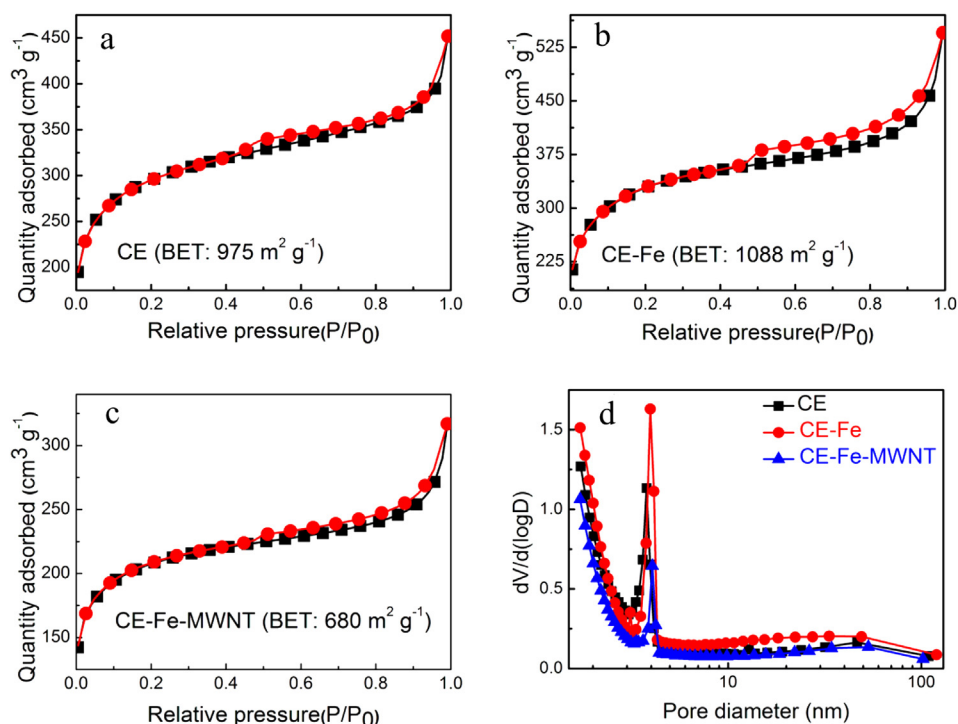 a
450
400
350
300
250
200
Quantity adsorbed (cm³ g⁻¹)
CE (BET: 975 m² g⁻¹)
0.0 0.2 0.4 0.6 0.8 1.0
Relative pressure(P/P₀)
b
525
450
375
300
225
Quantity adsorbed (cm³ g⁻¹)
CE-Fe (BET: 1088 m² g⁻¹)
0.0 0.2 0.4 0.6 0.8 1.0
Relative pressure(P/P₀)
c
300
250
200
150
Quantity adsorbed (cm³ g⁻¹)
CE-Fe-MWNT (BET: 680 m² g⁻¹)
0.0 0.2 0.4 0.6 0.8 1.0
Relative pressure(P/P₀)
d
CE
CE-Fe
CE-Fe-MWNT
1.5
1.0
0.5
0.0
dV/d(logD)
10 100
Pore diameter (nm)